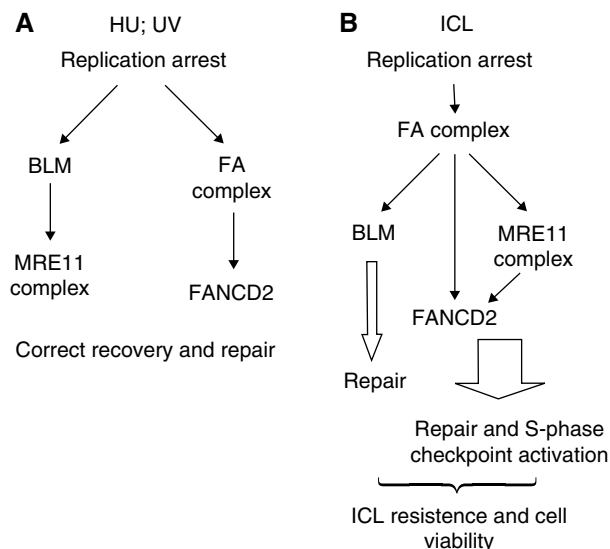 A
HU; UV
Replication arrest
BLM
FA
complex
MRE11
complex
FANCD2
Correct recovery and repair
B
ICL
Replication arrest
FA complex
BLM
MRE11
complex
FANCD2
Repair
Repair and S-phase
checkpoint activation
ICL resistence and cell
viability